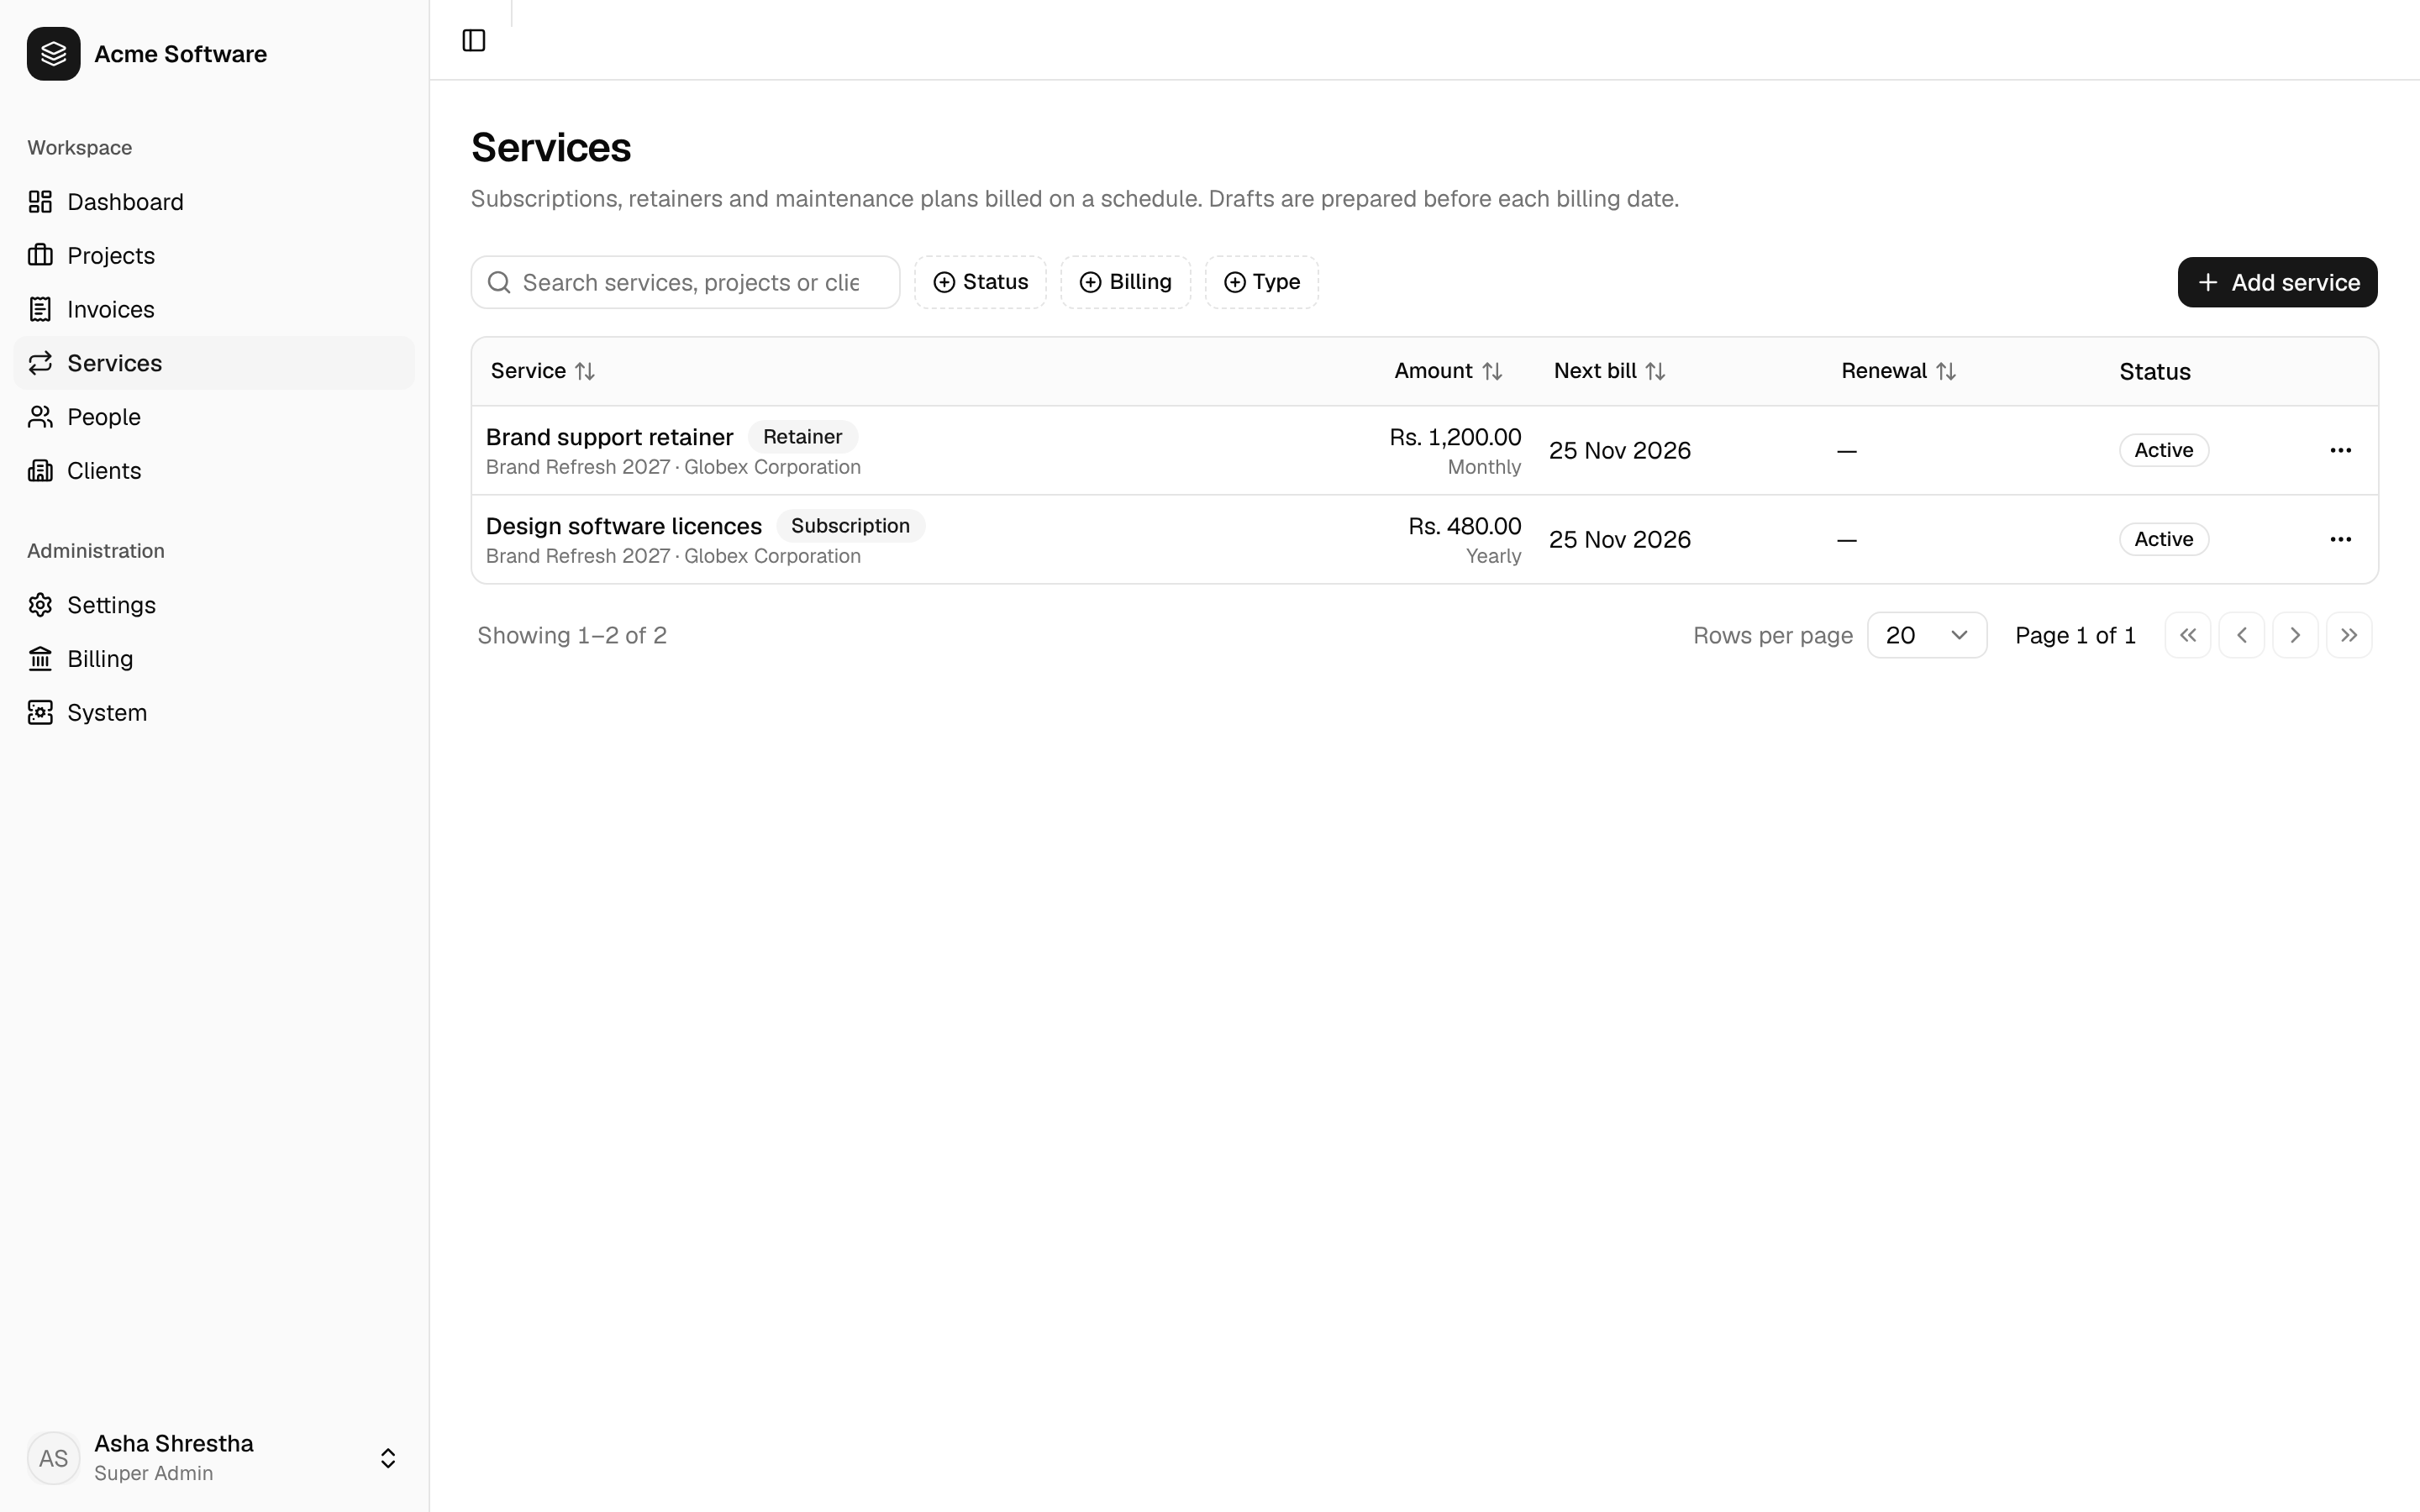 Acme Software
Workspace
Dashboard
Projects
Invoices
Services
People
Clients
Administration
Settings
Billing
System
AS
Asha Shrestha
Super Admin
Services
Subscriptions, retainers and maintenance plans billed on a schedule. Drafts are prepared before each billing date.
Search services, projects or clie
Status
Billing
Type
Add service
Service Amount Next bill Renewal Status
Brand support retainer Retainer Rs. 1,200.00 25 Nov 2026 — Active
Brand Refresh 2027 · Globex Corporation Monthly
Design software licences Subscription Rs. 480.00 25 Nov 2026 — Active
Brand Refresh 2027 · Globex Corporation Yearly
Showing 1–2 of 2 Rows per page 20 Page 1 of 1